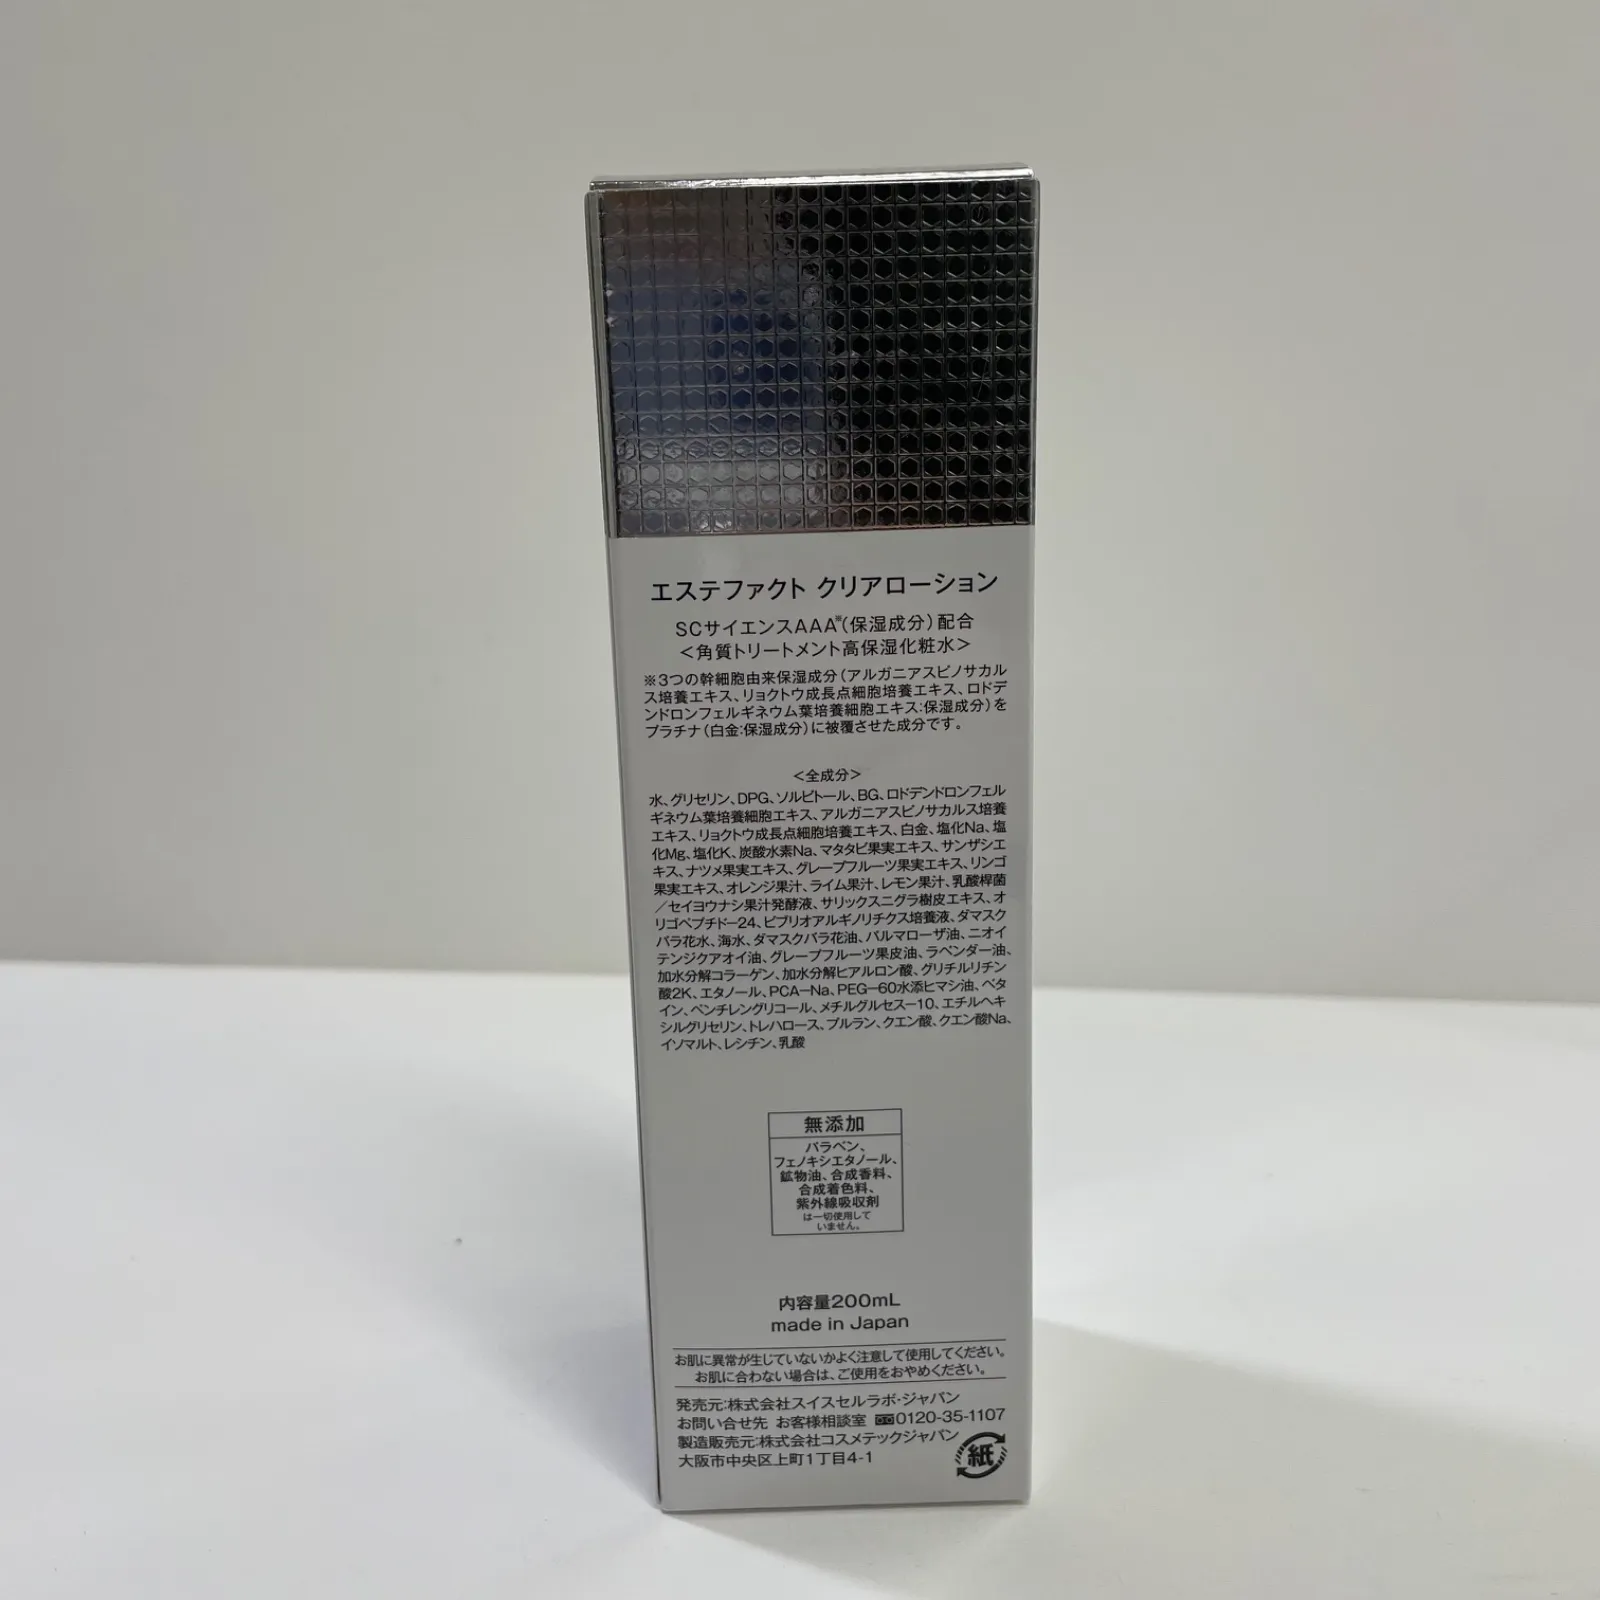 エステファクト クリアローション
SCサイエンスAAA※(保湿成分)配合
<角質トリートメント高保湿化粧水>
※3つの幹細胞由来保湿成分(アルガニアスピノサカル
ス培養エキス、リョクトウ成長点細胞培養エキス、ロドデ
ンドロンフェルギネウム葉培養細胞エキス:保湿成分)を
プラチナ(白金:保湿成分)に被覆させた成分です。
<全成分>
水、グリセリン、DPG、ソルビトール、BG、ロドデンドロンフェル
ギネウム葉培養細胞エキス、アルガニアスピノサカルス培養
エキス、リョクトウ成長点細胞培養エキス、白金、塩化Na、塩
化Mg、塩化K、炭酸水素Na、マタタビ果実エキス、サンザシエ
キス、ナツメ果実エキス、グレープフルーツ果実エキス、リンゴ
果実エキス、オレンジ果汁、ライム果汁、レモン果汁、乳酸桿菌
/セイヨウナシ果汁発酵液、サリックスニグラ樹皮エキス、オ
リゴペプチド-24、ビブリオアルギノリチクス培養液、ダマスク
バラ花水、海水、ダマスクバラ花油、パルマローザ油、ニオイ
テンジクアオイ油、グレープフルーツ果皮油、ラベンダー油、
加水分解コラーゲン、加水分解ヒアルロン酸、グリチルリチン
酸2K、エタノール、PCA-Na、PEG-60水添ヒマシ油、ベタ
イン、ペンチレングリコール、メチルグルセス-10、エチルヘキ
シルグリセリン、トレハロース、プルラン、クエン酸、クエン酸Na、
イソマルト、レシチン、乳酸
無添加
パラベン、
フェノキシエタノール、
鉱物油、合成香料、
合成着色料、
紫外線吸収剤
は一切使用して
いません。
内容量200mL
made in Japan
お肌に異常が生じていないかよく注意して使用してください。
お肌に合わない場合は、ご使用をおやめください。
発売元:株式会社スイスセルラボ・ジャパン
お問い合せ先 お客様相談室 0120-35-1107
製造販売元:株式会社コスメテックジャパン
大阪市中央区上町1丁目4-1
紙